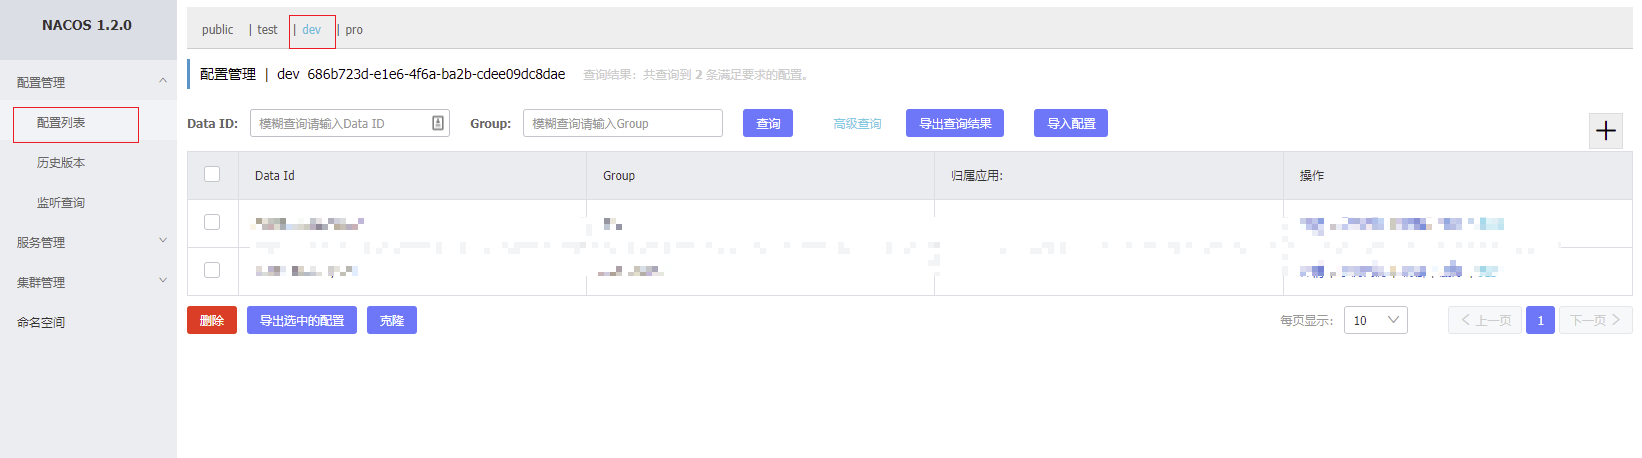 NACOS 1.2.0
配置管理
配置列表
历史版本
监听查询
服务管理
集群管理
命名空间
public | test | dev | pro
配置管理 | dev 686b723d-e1e6-4f6a-ba2b-cdee09dc8dae 查询结果：共查询到 2 条满足要求的配置。
Data ID: 模糊查询请输入Data ID Group: 模糊查询请输入Group 查询 高级查询 导出查询结果 导入配置
Data Id Group 归属应用: 操作
删除 导出选中的配置 克隆 每页显示: 10 上一页 1 下一页